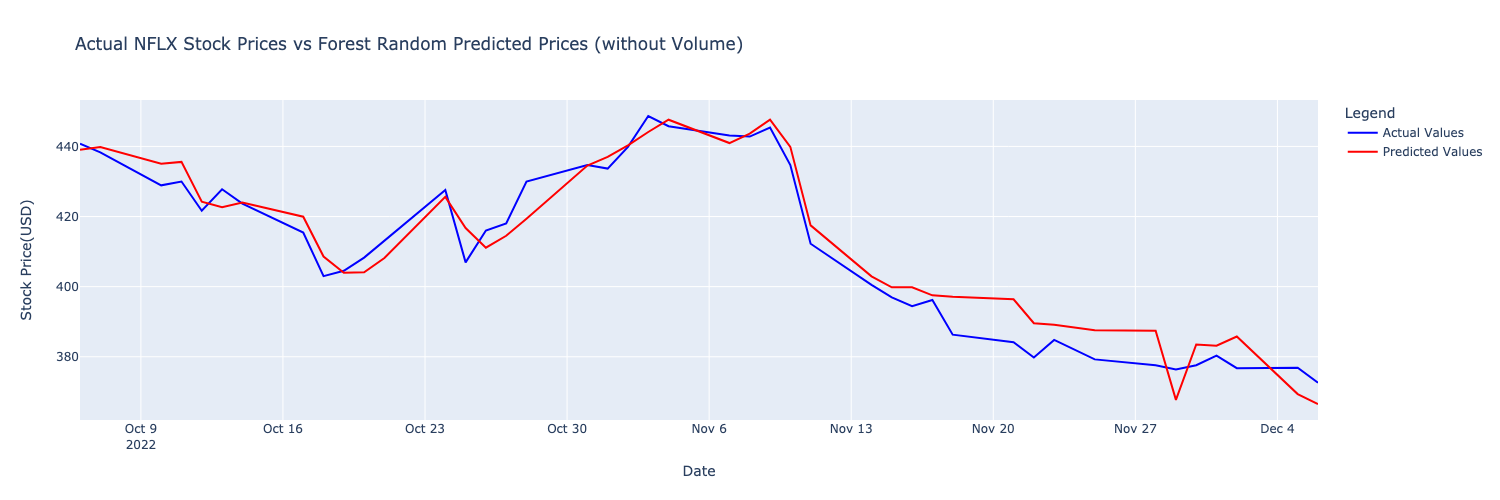 Actual NFLX Stock Prices vs Forest Random Predicted Prices (without Volume)
Legend
Actual Values
Predicted Values
Stock Price(USD)
440
420
400
380
Oct 9
2022
Oct 16
Oct 23
Oct 30
Nov 6
Nov 13
Nov 20
Nov 27
Dec 4
Date